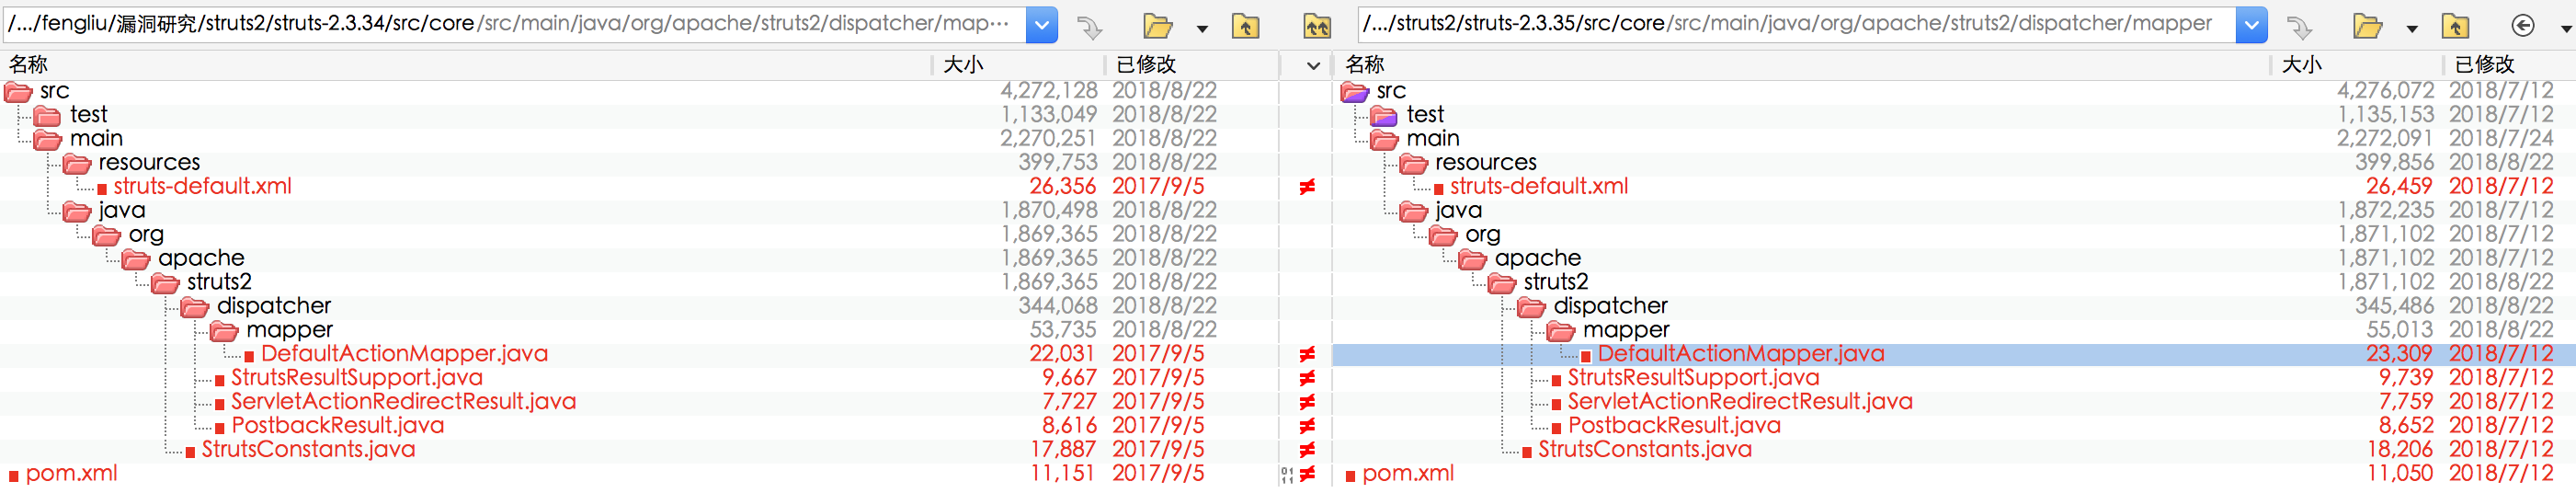 /.../fengliu/漏洞研究/struts2/struts-2.3.34/src/core/src/main/java/org/apache/struts2/dispatcher/map··· /.../struts2/struts-2.3.35/src/core/src/main/java/org/apache/struts2/dispatcher/mapper
名称 大小 已修改 名称 大小 已修改
src 4,272,128 2018/8/22 src 4,276,072 2018/7/12
test 1,133,049 2018/8/22 test 1,135,153 2018/7/12
main 2,270,251 2018/8/22 main 2,272,091 2018/7/24
resources 399,753 2018/8/22 resources 399,856 2018/8/22
struts-default.xml 26,356 2017/9/5 ≠ struts-default.xml 26,459 2018/7/12
java 1,870,498 2018/8/22 java 1,872,235 2018/7/12
org 1,869,365 2018/8/22 org 1,871,102 2018/7/12
apache 1,869,365 2018/8/22 apache 1,871,102 2018/7/12
struts2 1,869,365 2018/8/22 struts2 1,871,102 2018/8/22
dispatcher 344,068 2018/8/22 dispatcher 345,486 2018/8/22
mapper 53,735 2018/8/22 mapper 55,013 2018/8/22
DefaultActionMapper.java 22,031 2017/9/5 ≠ DefaultActionMapper.java 23,309 2018/7/12
StrutsResultSupport.java 9,667 2017/9/5 ≠ StrutsResultSupport.java 9,739 2018/7/12
ServletActionRedirectResult.java 7,727 2017/9/5 ≠ ServletActionRedirectResult.java 7,759 2018/7/12
PostbackResult.java 8,616 2017/9/5 ≠ PostbackResult.java 8,652 2018/7/12
StrutsConstants.java 17,887 2017/9/5 ≠ StrutsConstants.java 18,206 2018/7/12
pom.xml 11,151 2017/9/5 01 11 ≠ pom.xml 11,050 2018/7/12